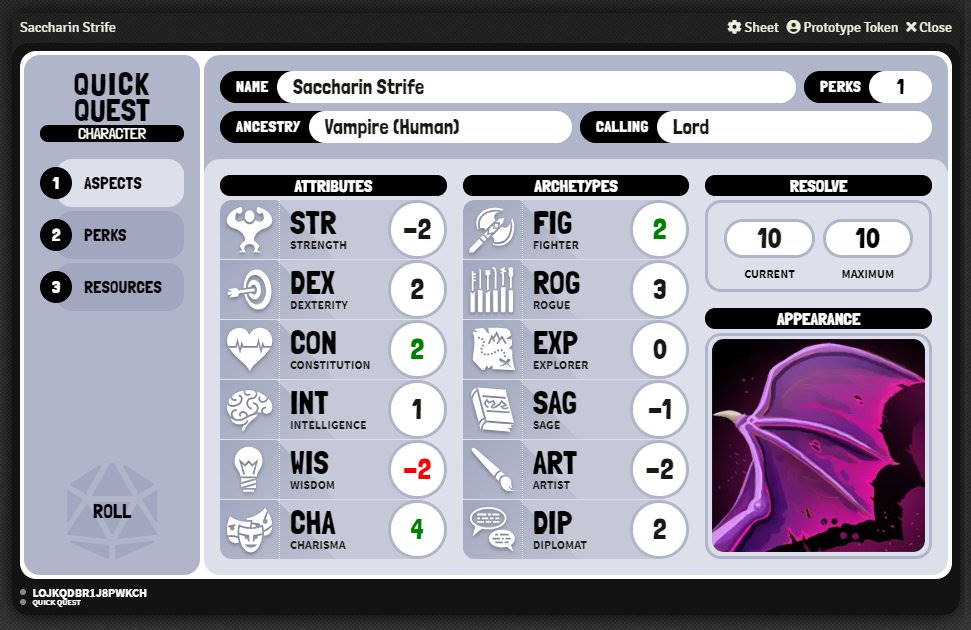 Saccharin Strife
Sheet Prototype Token Close
QUICK
QUEST
CHARACTER
1 ASPECTS
2 PERKS
3 RESOURCES
ROLL
NAME Saccharin Strife PERKS 1
ANCESTRY Vampire (Human) CALLING Lord
ATTRIBUTES
STR
STRENGTH
-2
DEX
DEXTERITY
2
CON
CONSTITUTION
2
INT
INTELLIGENCE
1
WIS
WISDOM
-2
CHA
CHARISMA
4
ARCHETYPES
FIG
FIGHTER
2
ROG
ROGUE
3
EXP
EXPLORER
0
SAG
SAGE
-1
ART
ARTIST
-2
DIP
DIPLOMAT
2
RESOLVE
10 10
CURRENT MAXIMUM
APPEARANCE
LOJKQDBR1J8PWKCH
QUICK QUEST